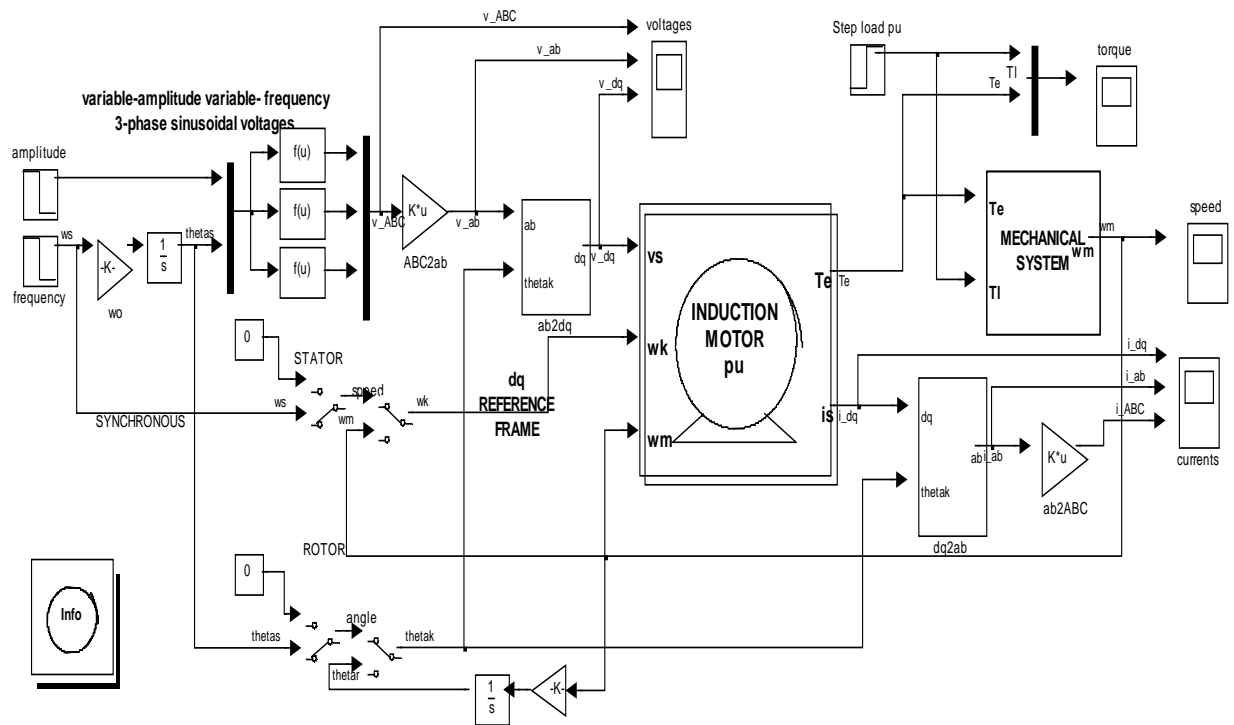 v_ABC
voltages
v_ab
v_dq
Step load pu
Tl
Te
torque
variable-amplitude variable- frequency
3-phase sinusoidal voltages
amplitude
f(u)
f(u)
f(u)
ws
-K-
wo
1
s
thetas
frequency
v_ABC
K*u
ABC2ab
v_ab
ab
dq
thetak
ab2dq
v_dq
vs
wk
wm
INDUCTION
MOTOR
pu
Te
Te
is
i_dq
Te
Tl
MECHANICAL
SYSTEM
wm
wm
speed
0
STATOR
speed
ws
SYNCHRONOUS
wm
wk
dq
REFERENCE
FRAME
i_dq
i_ab
i_ABC
currents
dq
ab
thetak
dq2ab
i_ab
K*u
ab2ABC
ROTOR
0
angle
thetas
thetak
thetar
1
s
-K-
Info